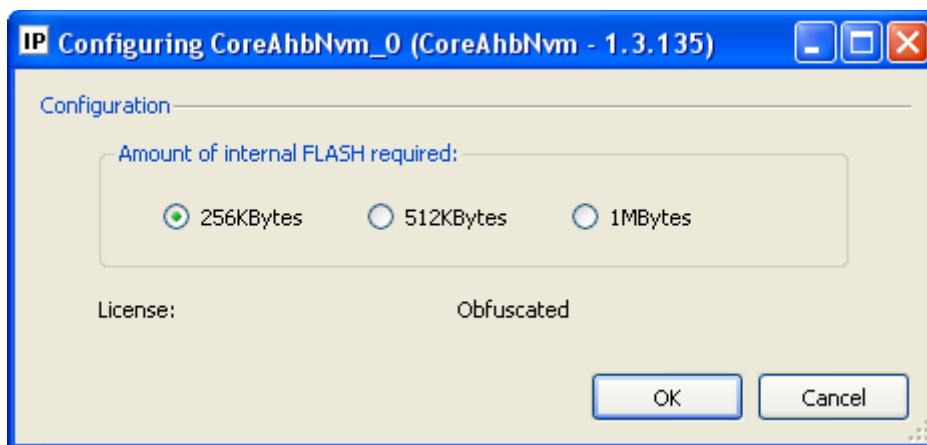 IP Configuring CoreAhbNvm_0 (CoreAhbNvm - 1.3.135)
Configuration
Amount of internal FLASH required:
256KBytes 512KBytes 1MBytes
License: Obfuscated
OK Cancel